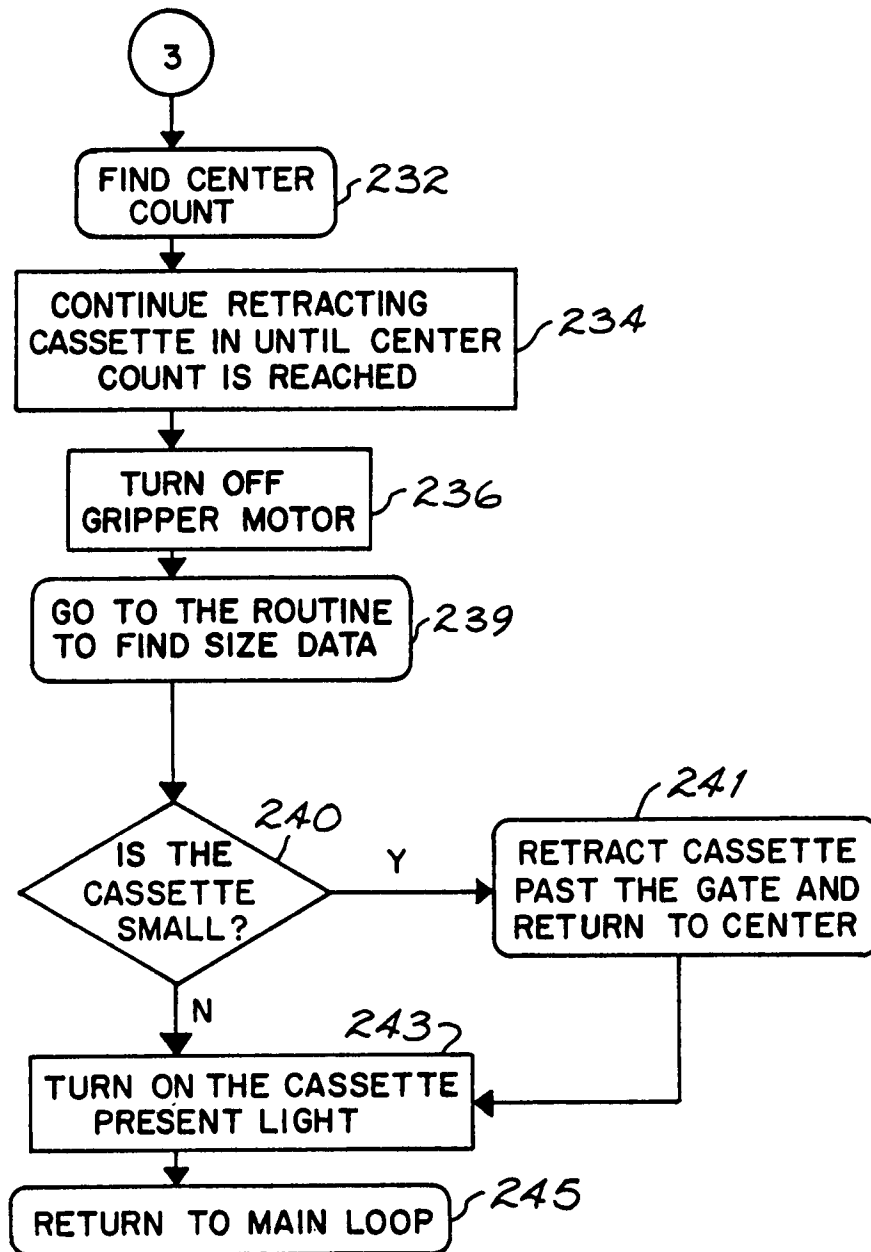 3
FIND CENTER
COUNT
232
CONTINUE RETRACTING
CASSETTE IN UNTIL CENTER
COUNT IS REACHED
234
TURN OFF
GRIPPER MOTOR
236
GO TO THE ROUTINE
TO FIND SIZE DATA
239
IS THE
CASSETTE
SMALL?
240
Y
241
RETRACT CASSETTE
PAST THE GATE AND
RETURN TO CENTER
N
243
TURN ON THE CASSETTE
PRESENT LIGHT
RETURN TO MAIN LOOP
245